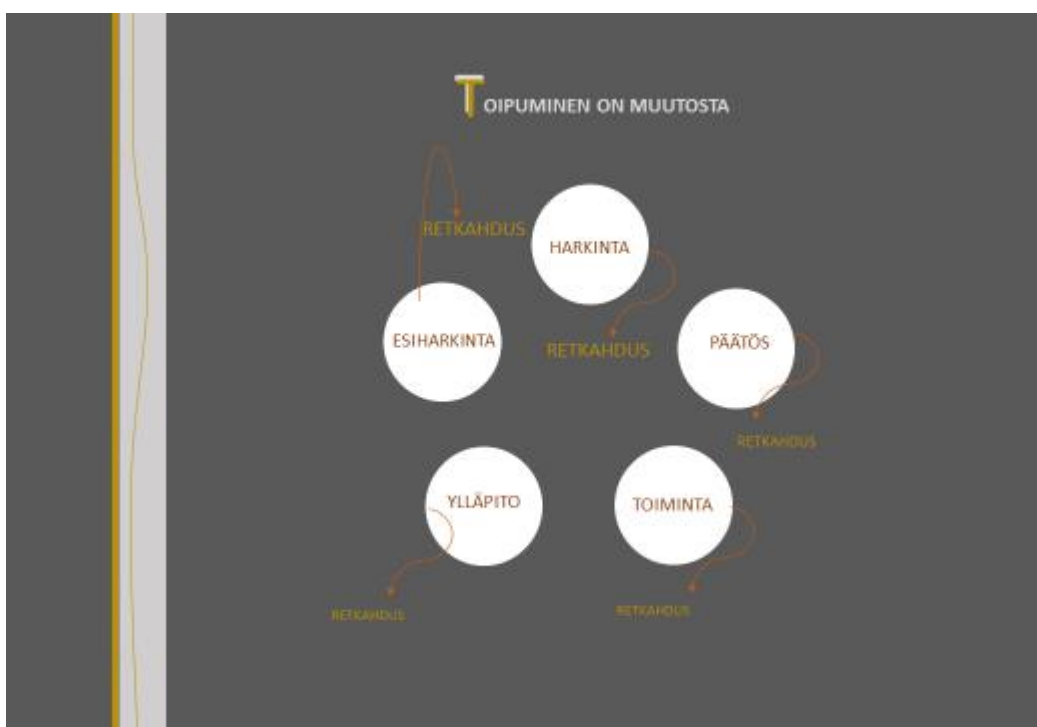 TOIPUMINEN ON MUUTOSTA
RETKAHDUS
HARKINTA
ESIHARKINTA
RETKAHDUS
PÄÄTÖS
RETKAHDUS
YLLÄPITO
TOIMINTA
RETKAHDUS
RETKAHDUS